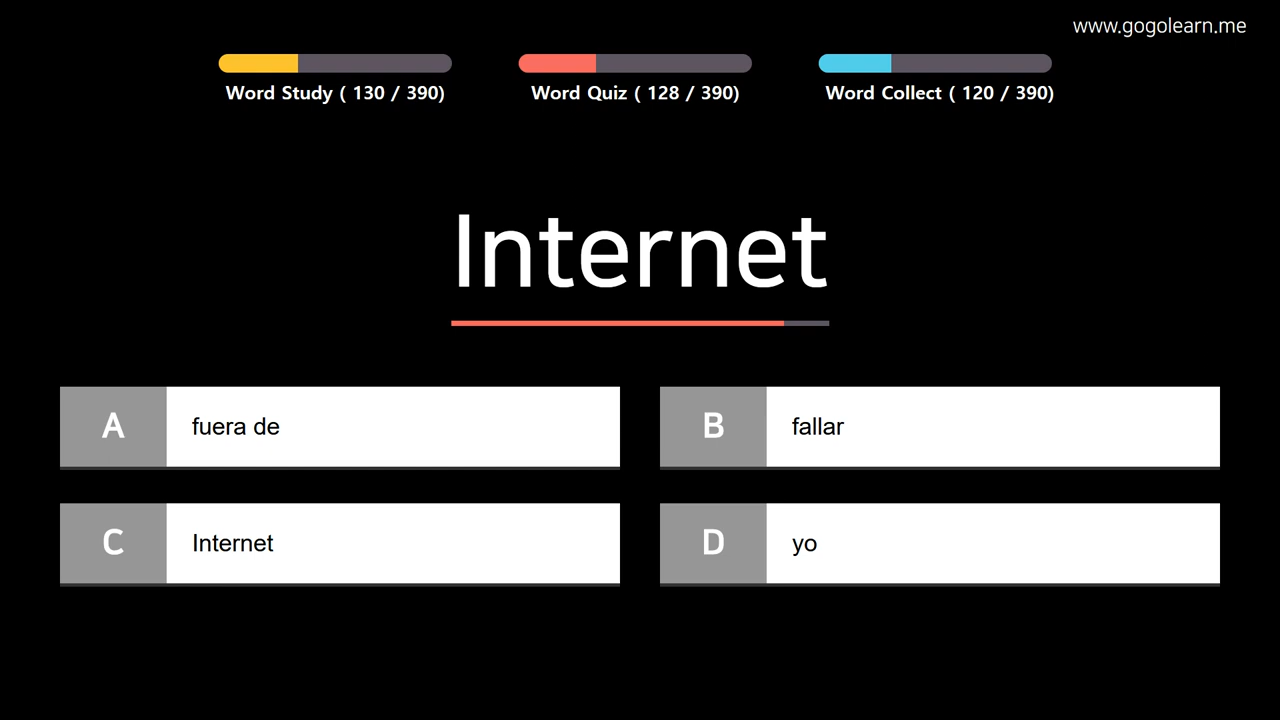 www.gogolearn.me
Word Study ( 130 / 390)
Word Quiz ( 128 / 390)
Word Collect ( 120 / 390)
Internet
A
fuera de
B
fallar
C
Internet
D
yo